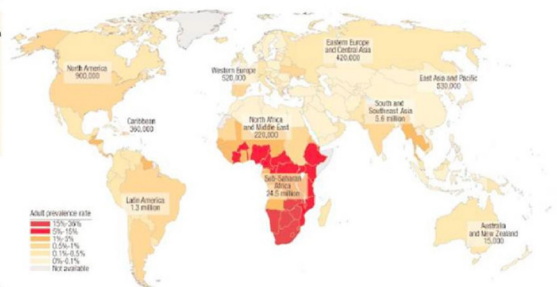 North America
900,000
Caribbean
360,000
Latin America
1.3 million
Western Europe
520,000
North Africa
and Middle East
220,000
Sub-Saharan
Africa
24.5 million
Eastern Europe
and Central Asia
420,000
East Asia and Pacific
530,000
South and
Southeast Asia
5.6 million
Australia
and New Zealand
15,000
Adult prevalence rate
15%-36%
5%-15%
1%-5%
0.5%-1%
0.1%-0.5%
0%-0.1%
Not available